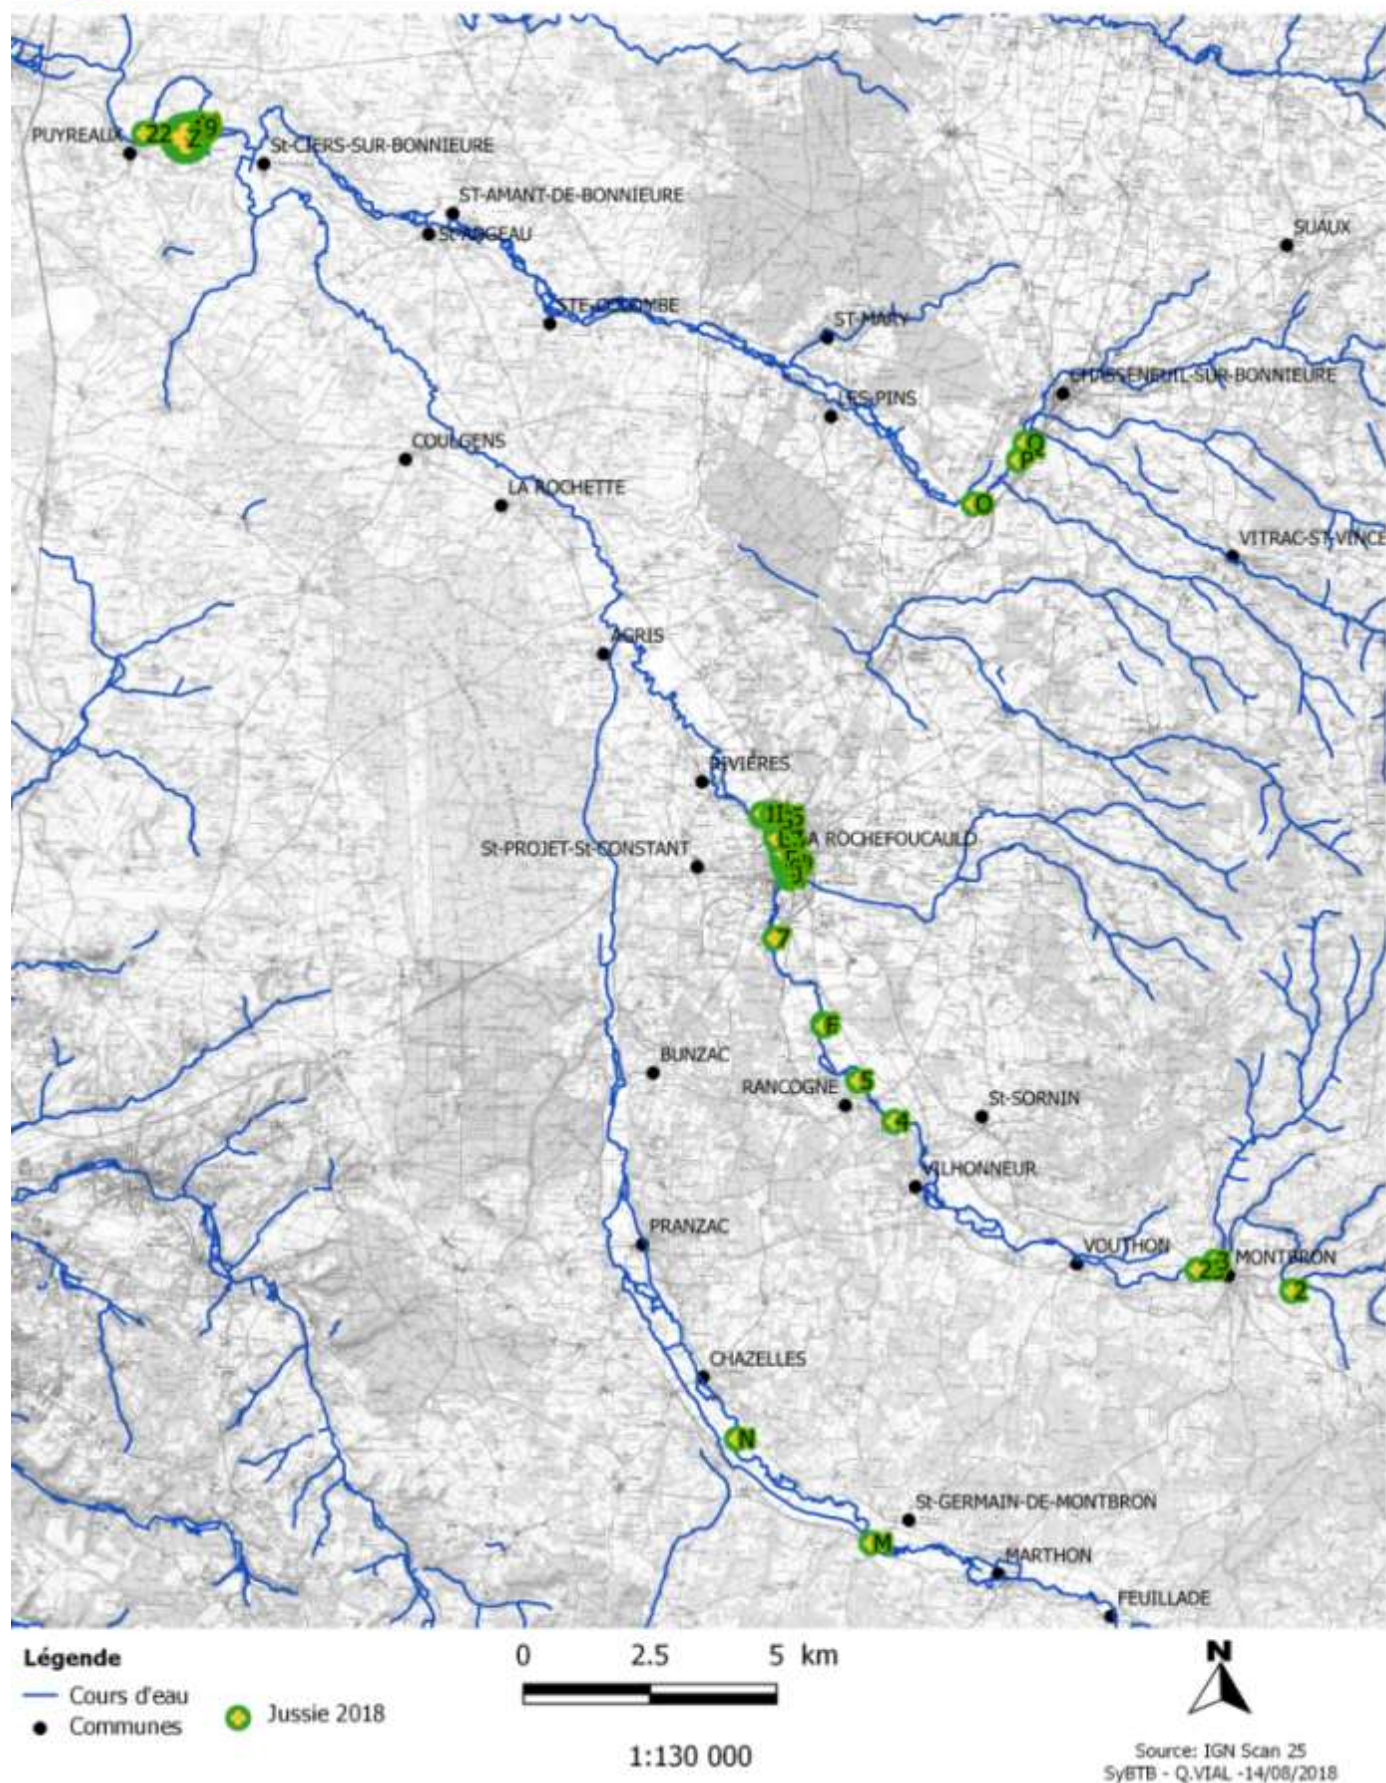 PUYREAUX
22
9
Z
St-CIERS-SUR-BONNIEURE
ST-AMANT-DE-BONNIEURE
St-ANGEAU
SUAUX
STE-COLOMBE
ST-MARY
CHASSENEUIL-SUR-BONNIEURE
LES-PINS
COULGENS
Q
P
LA ROCHETTE
O
VITRAC-ST-VINCE
AGRIS
RIVIÈRES
LA ROCHEFOUCAULD
St-PROJET-St-CONSTANT
7
F
BUNZAC
5
RANCOGNE
St-SORNIN
4
VILHONNEUR
PRANZAC
VOUTHON
23
MONTBRON
2
CHAZELLES
N
St-GERMAIN-DE-MONTBRON
M
MARTHON
FEUILLADE
Légende
Cours d'eau
Communes
Jussie 2018
0 2.5 5 km
1:130 000
N
Source: IGN Scan 25
SyBTB - Q.VIAL -14/08/2018